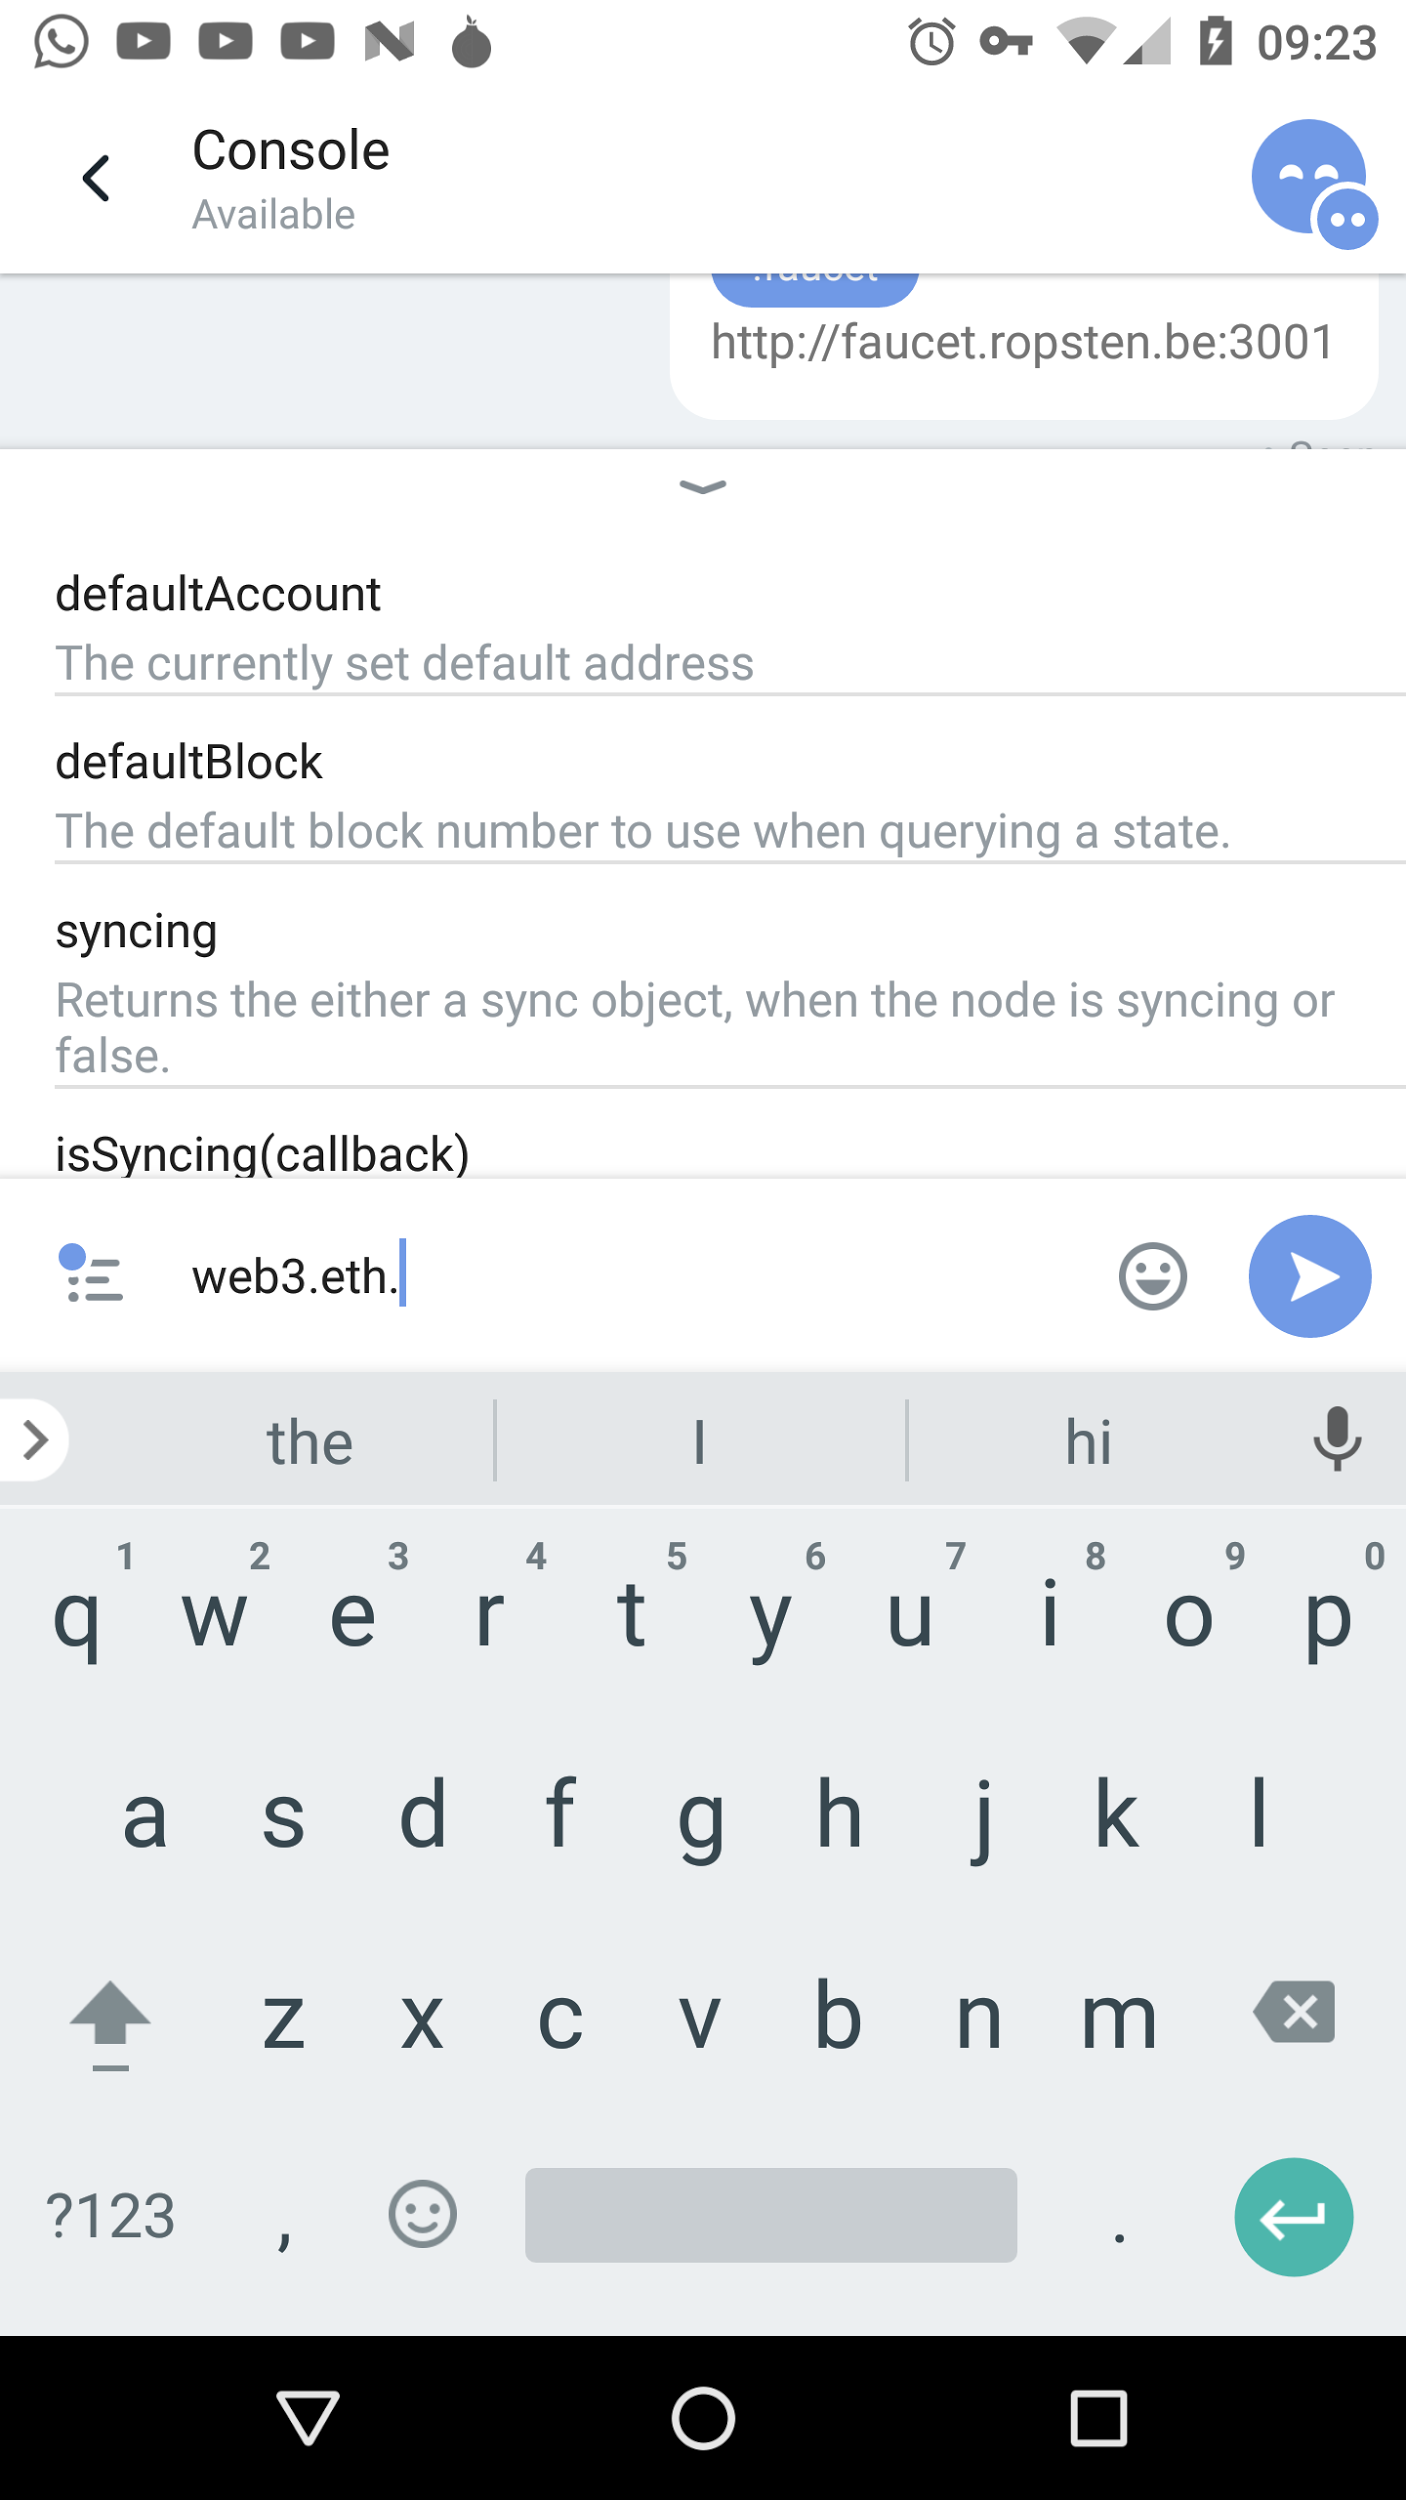 09:23
Console
Available
http://faucet.ropsten.be:3001
defaultAccount
The currently set default address
defaultBlock
The default block number to use when querying a state.
syncing
Returns the either a sync object, when the node is syncing or
false.
isSyncing(callback)
web3.eth.
the I hi
1 2 3 4 5 6 7 8 9 0
q w e r t y u i o p
a s d f g h j k l
z x c v b n m
?123 , .